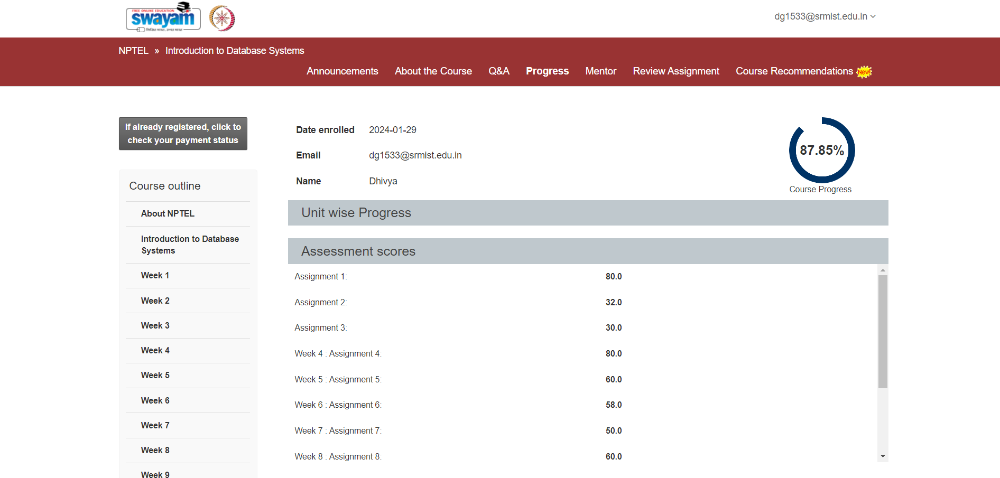 FREE ONLINE EDUCATION
swayam
dg1533@srmist.edu.in
NPTEL » Introduction to Database Systems
Announcements About the Course Q&A Progress Mentor Review Assignment Course Recommendations New!
If already registered, click to
check your payment status
Date enrolled 2024-01-29
Email dg1533@srmist.edu.in
Name Dhivya
87.85%
Course Progress
Course outline
About NPTEL
Introduction to Database
Systems
Week 1
Week 2
Week 3
Week 4
Week 5
Week 6
Week 7
Week 8
Week 9
Unit wise Progress
Assessment scores
Assignment 1: 80.0
Assignment 2: 32.0
Assignment 3: 30.0
Week 4 : Assignment 4: 80.0
Week 5 : Assignment 5: 60.0
Week 6 : Assignment 6: 58.0
Week 7 : Assignment 7: 50.0
Week 8 : Assignment 8: 60.0